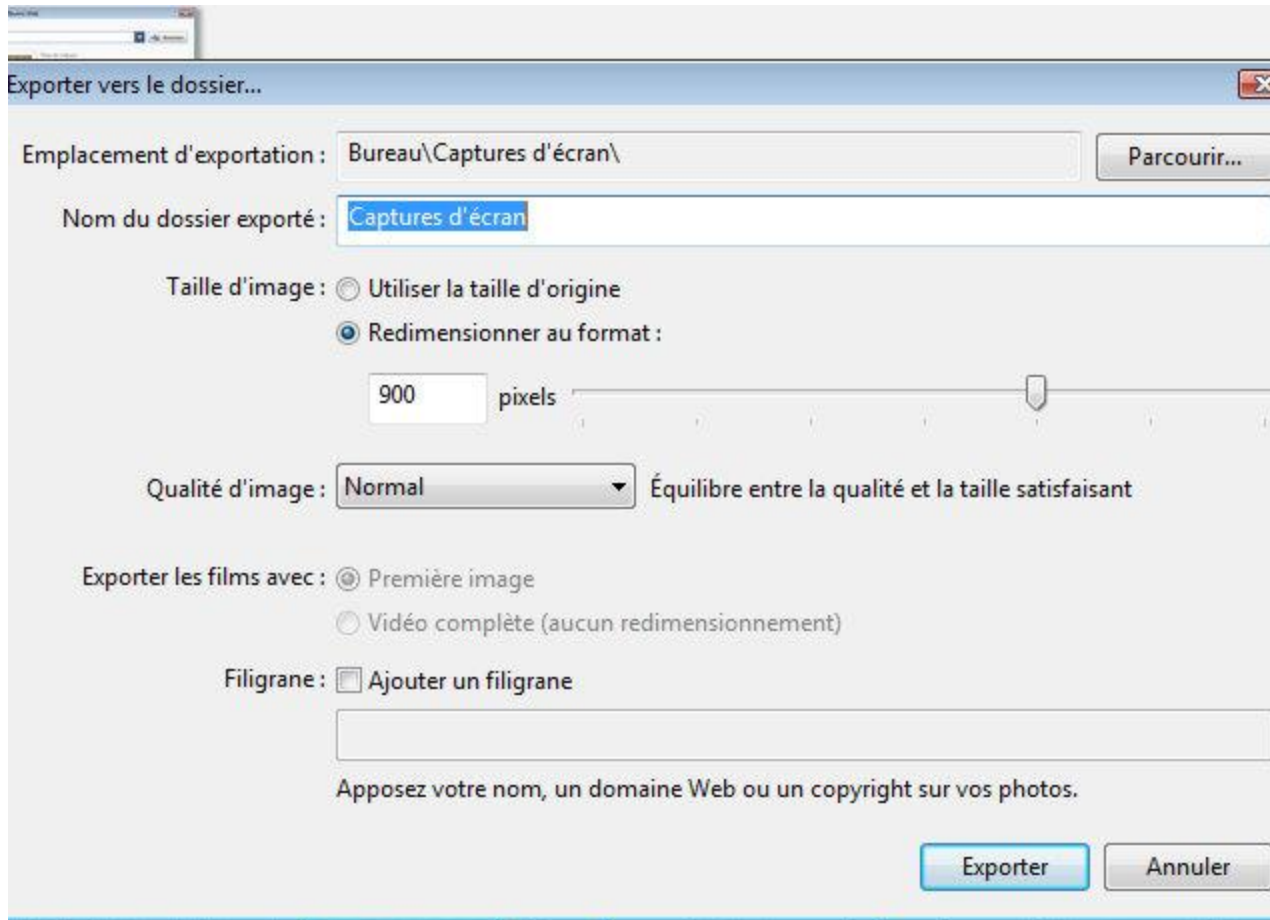 Exporter vers le dossier...
Emplacement d'exportation : Bureau\Captures d'écran\ Parcourir...
Nom du dossier exporté : Captures d'écran
Taille d'image : Utiliser la taille d'origine
Redimensionner au format :
900 pixels
Qualité d'image : Normal Équilibre entre la qualité et la taille satisfaisant
Exporter les films avec : Première image
Vidéo complète (aucun redimensionnement)
Filigrane : Ajouter un filigrane
Apposez votre nom, un domaine Web ou un copyright sur vos photos.
Exporter Annuler